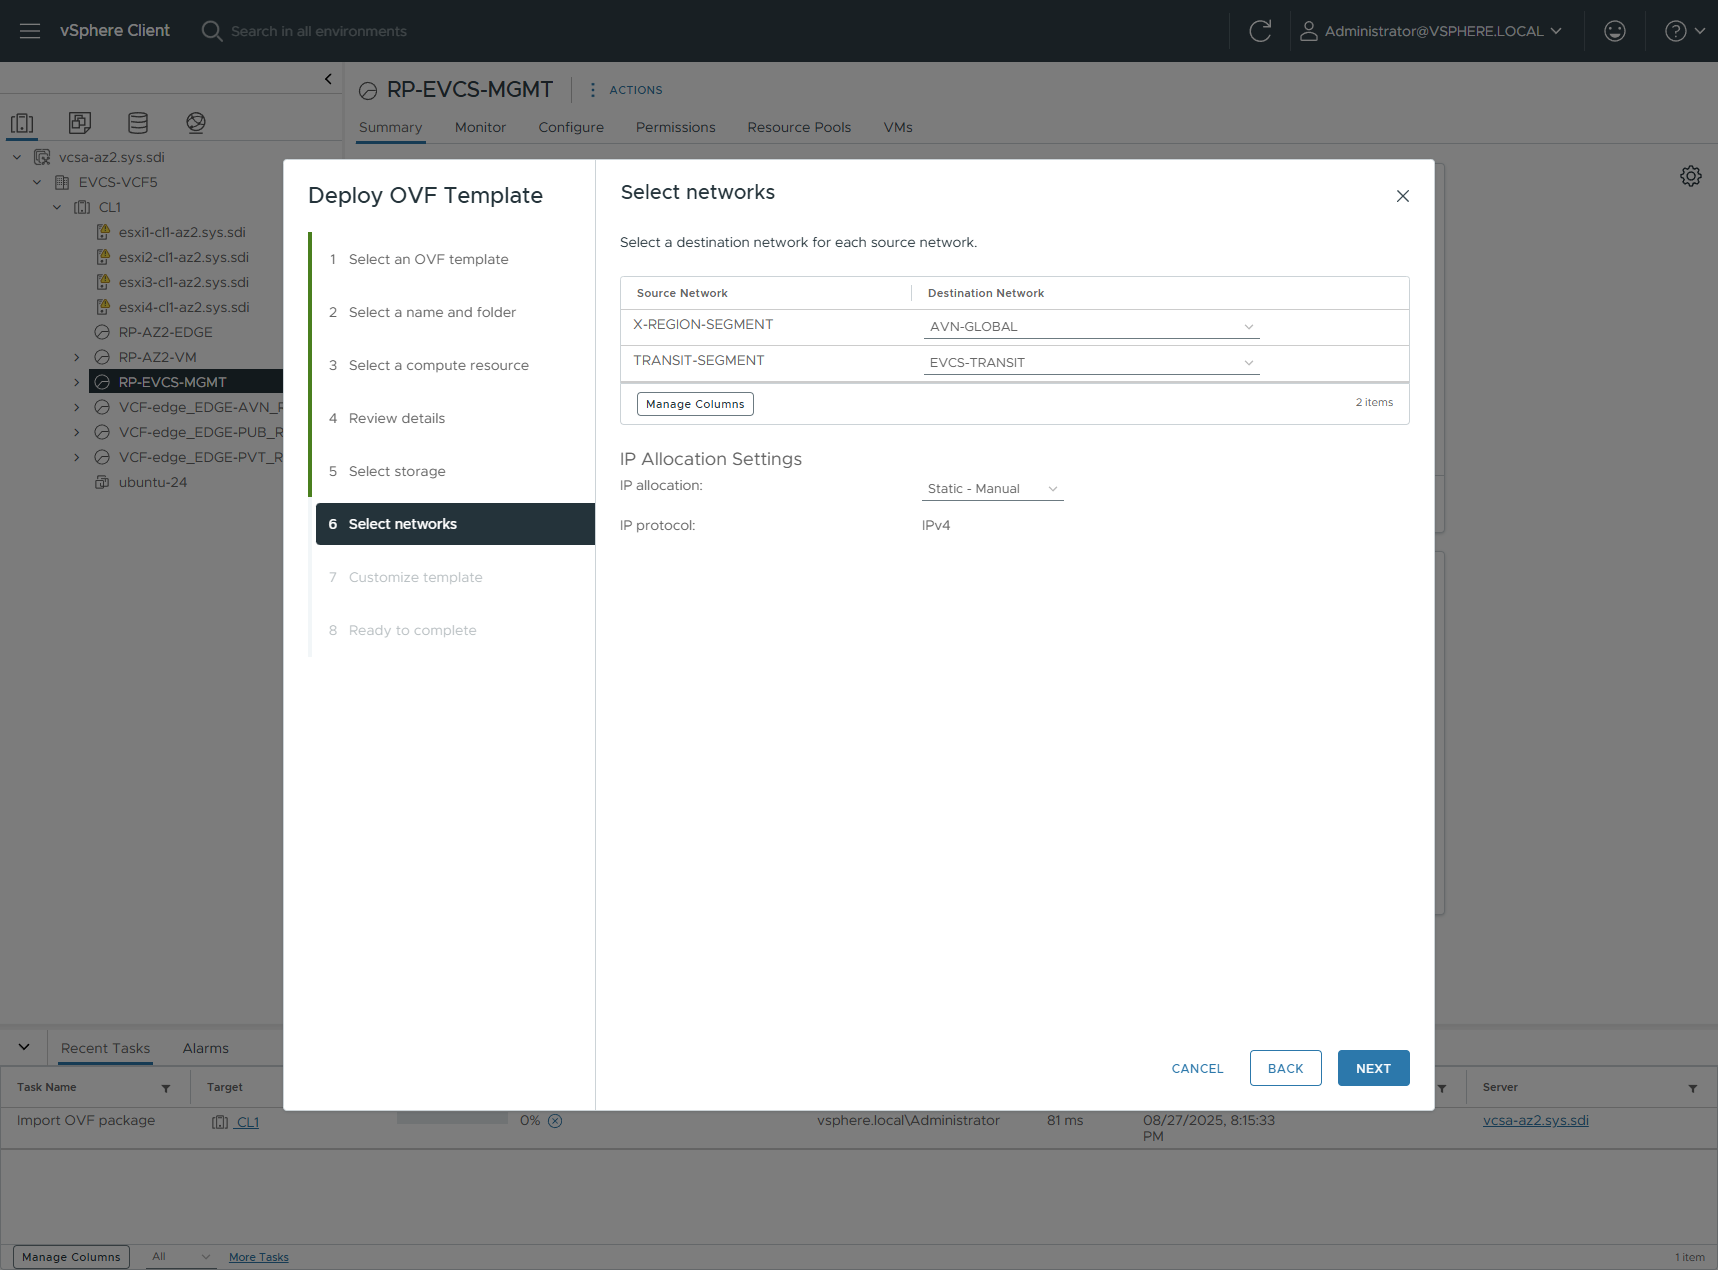 vSphere Client
Search in all environments
Administrator@VSPHERE.LOCAL
RP-EVCS-MGMT
ACTIONS
Summary Monitor Configure Permissions Resource Pools VMs
vcsa-az2.sys.sdi
EVCS-VCF5
CL1
esxi1-cl1-az2.sys.sdi
esxi2-cl1-az2.sys.sdi
esxi3-cl1-az2.sys.sdi
esxi4-cl1-az2.sys.sdi
RP-AZ2-EDGE
RP-AZ2-VM
RP-EVCS-MGMT
VCF-edge_EDGE-AVN_R
VCF-edge_EDGE-PUB_R
VCF-edge_EDGE-PVT_R
ubuntu-24
Deploy OVF Template
1 Select an OVF template
2 Select a name and folder
3 Select a compute resource
4 Review details
5 Select storage
6 Select networks
7 Customize template
8 Ready to complete
Select networks
Select a destination network for each source network.
Source Network Destination Network
X-REGION-SEGMENT AVN-GLOBAL
TRANSIT-SEGMENT EVCS-TRANSIT
Manage Columns 2 items
IP Allocation Settings
IP allocation: Static - Manual
IP protocol: IPv4
CANCEL BACK NEXT
Recent Tasks Alarms
Task Name Target Server
Import OVF package CL1 0% vsphere.local\Administrator 81 ms 08/27/2025, 8:15:33 vcsa-az2.sys.sdi
PM
Manage Columns All More Tasks 1 item